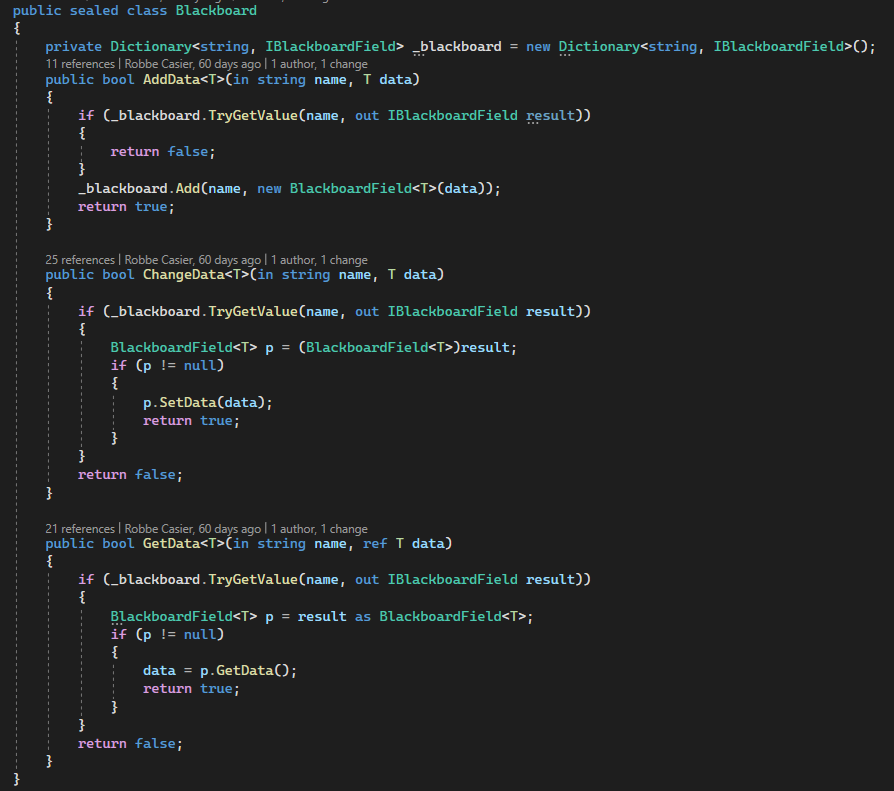 public sealed class Blackboard
{
    private Dictionary<string, IBlackboardField> _blackboard = new Dictionary<string, IBlackboardField>();
    11 references | Robbe Casier, 60 days ago | 1 author, 1 change
    public bool AddData<T>(in string name, T data)
    {
        if (_blackboard.TryGetValue(name, out IBlackboardField result))
        {
            return false;
        }
        _blackboard.Add(name, new BlackboardField<T>(data));
        return true;
    }

    25 references | Robbe Casier, 60 days ago | 1 author, 1 change
    public bool ChangeData<T>(in string name, T data)
    {
        if (_blackboard.TryGetValue(name, out IBlackboardField result))
        {
            BlackboardField<T> p = (BlackboardField<T>)result;
            if (p != null)
            {
                p.SetData(data);
                return true;
            }
        }
        return false;
    }

    21 references | Robbe Casier, 60 days ago | 1 author, 1 change
    public bool GetData<T>(in string name, ref T data)
    {
        if (_blackboard.TryGetValue(name, out IBlackboardField result))
        {
            BlackboardField<T> p = result as BlackboardField<T>;
            if (p != null)
            {
                data = p.GetData();
                return true;
            }
        }
        return false;
    }
}